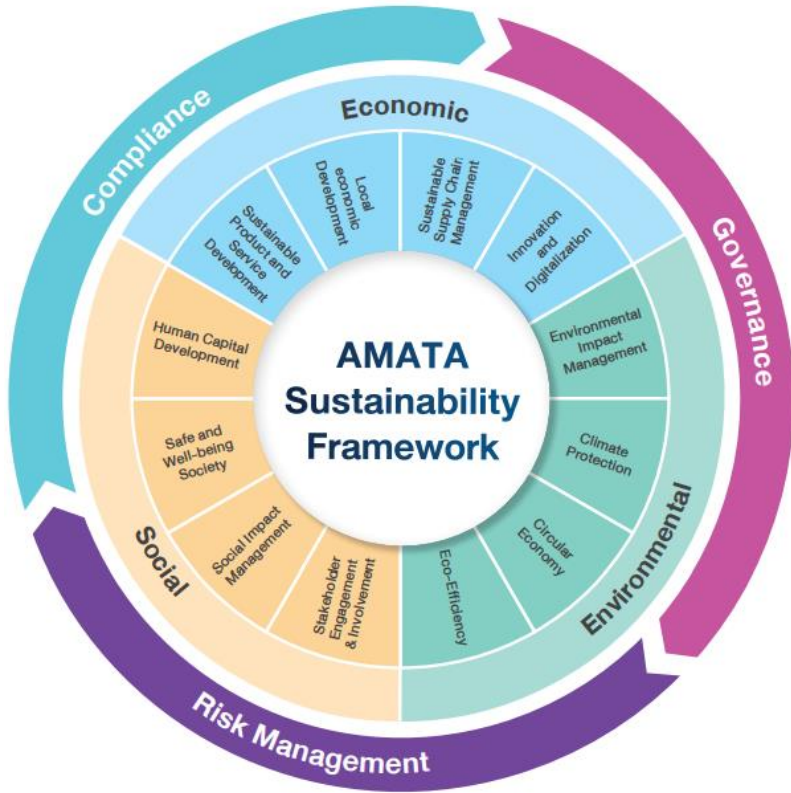 Compliance
Governance
Risk Management
Economic
Environmental
Social
Sustainable
Product and
Service
Development
Local
economic
Development
Sustainable
Supply Chain
Management
Innovation
and
Digitalization
Environmental
Impact
Management
Climate
Protection
Circular
Economy
Eco-Efficiency
Stakeholder
Engagement
& Involvement
Social Impact
Management
Safe and
Well-being
Society
Human Capital
Development
AMATA
Sustainability
Framework